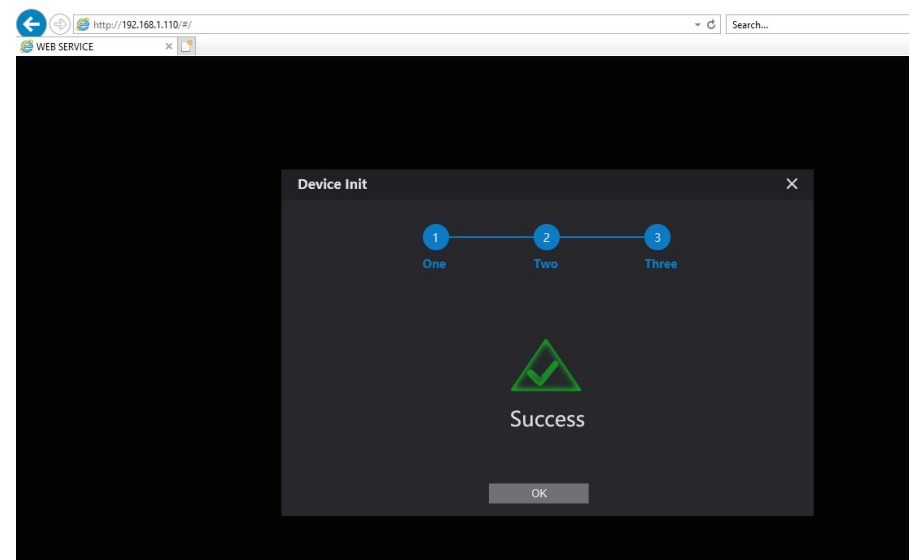 http://192.168.1.110/#/
Search...
WEB SERVICE
Device Init
1
2
3
One
Two
Three
Success
OK